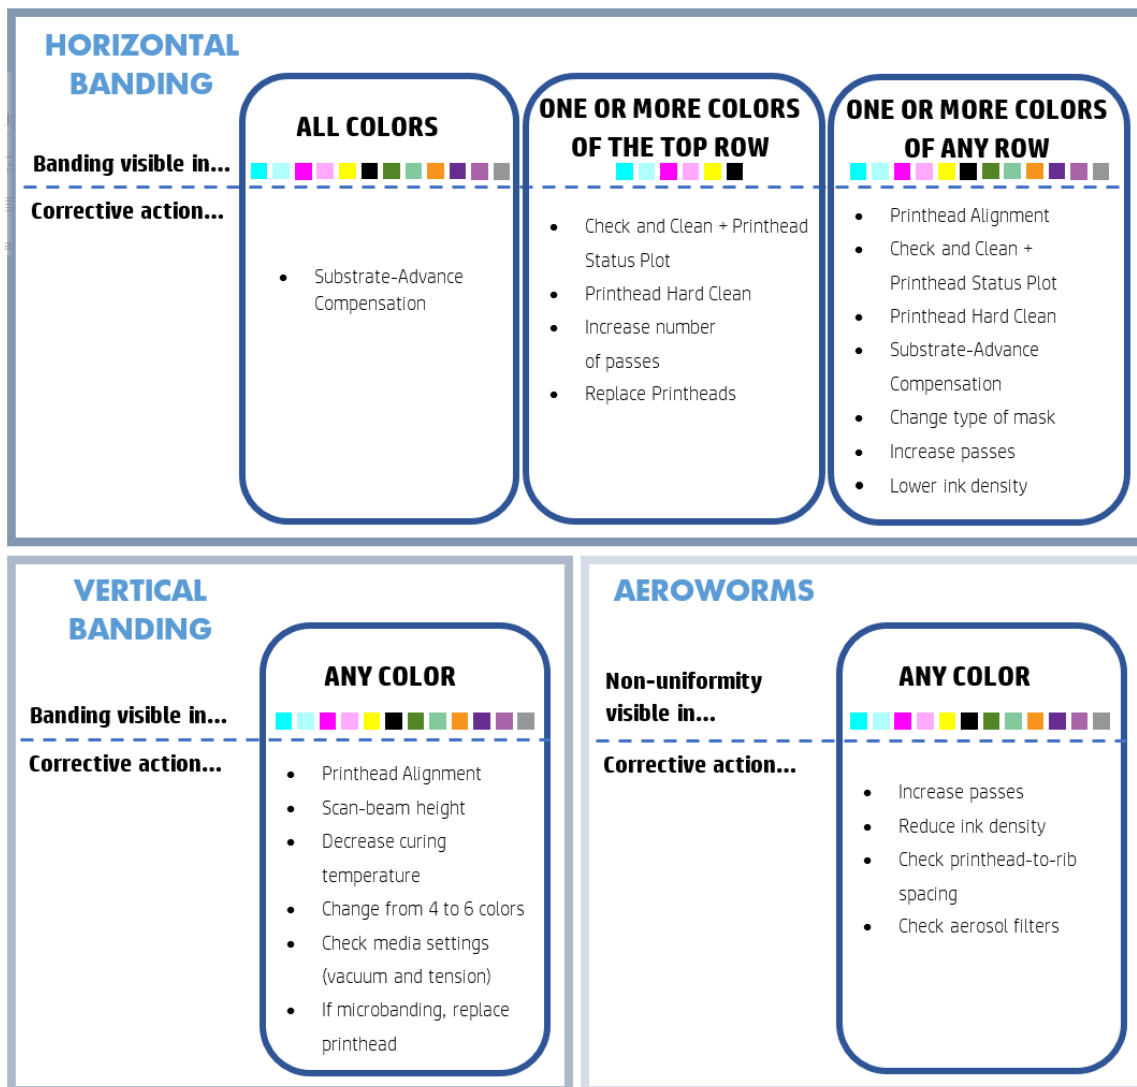 HORIZONTAL
BANDING
Banding visible in...
Corrective action...
ALL COLORS
• Substrate-Advance
Compensation
ONE OR MORE COLORS
OF THE TOP ROW
• Check and Clean + Printhead
Status Plot
• Printhead Hard Clean
• Increase number
of passes
• Replace Printheads
ONE OR MORE COLORS
OF ANY ROW
• Printhead Alignment
• Check and Clean +
Printhead Status Plot
• Printhead Hard Clean
• Substrate-Advance
Compensation
• Change type of mask
• Increase passes
• Lower ink density
VERTICAL
BANDING
Banding visible in...
Corrective action...
ANY COLOR
• Printhead Alignment
• Scan-beam height
• Decrease curing
temperature
• Change from 4 to 6 colors
• Check media settings
(vacuum and tension)
• If microbanding, replace
printhead
AEROWORMS
Non-uniformity
visible in...
Corrective action...
ANY COLOR
• Increase passes
• Reduce ink density
• Check printhead-to-rib
spacing
• Check aerosol filters